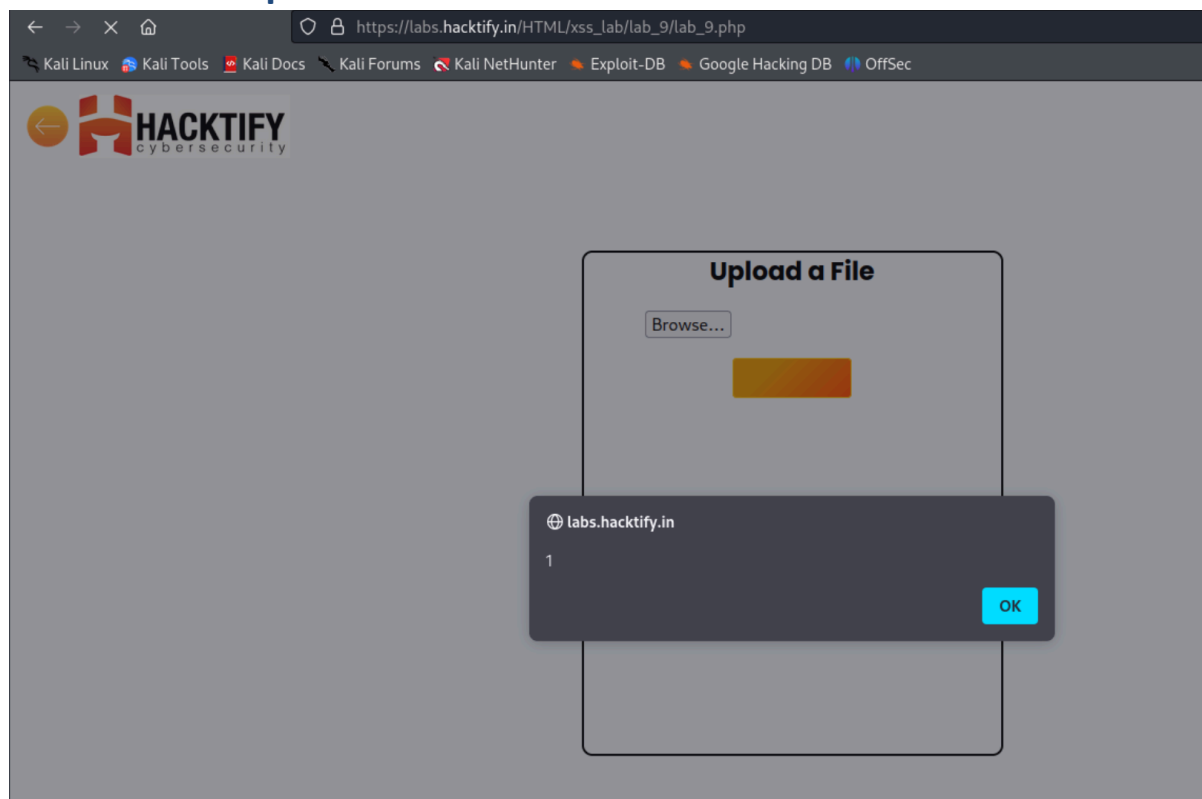 https://labs.hacktify.in/HTML/xss_lab/lab_9/lab_9.php
Kali Linux Kali Tools Kali Docs Kali Forums Kali NetHunter Exploit-DB Google Hacking DB OffSec
HACKTIFY
cybersecurity
Upload a File
Browse...
labs.hacktify.in
1
OK